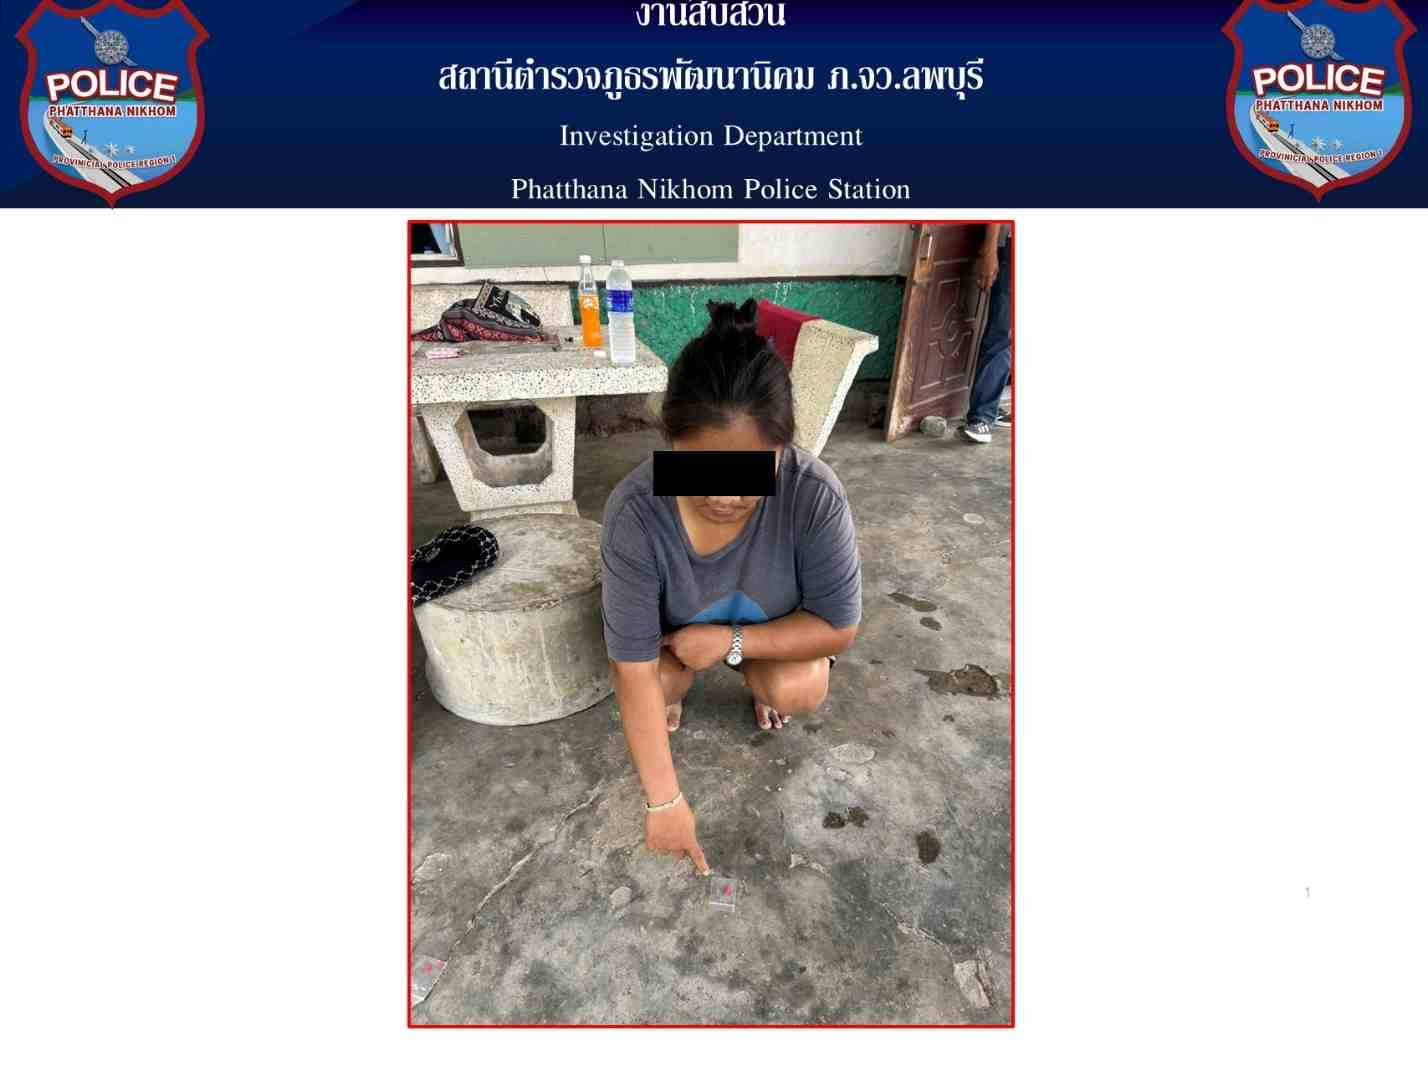 งานสืบสวน
สถานีตำรวจภูธรพัฒนานิคม ภ.จว.ลพบุรี
Investigation Department
Phatthana Nikhom Police Station
POLICE
PHATTHANA NIKHOM
PROVINCIAL POLICE REGION 1
POLICE
PHATTHANA NIKHOM
PROVINCIAL POLICE REGION 1
1